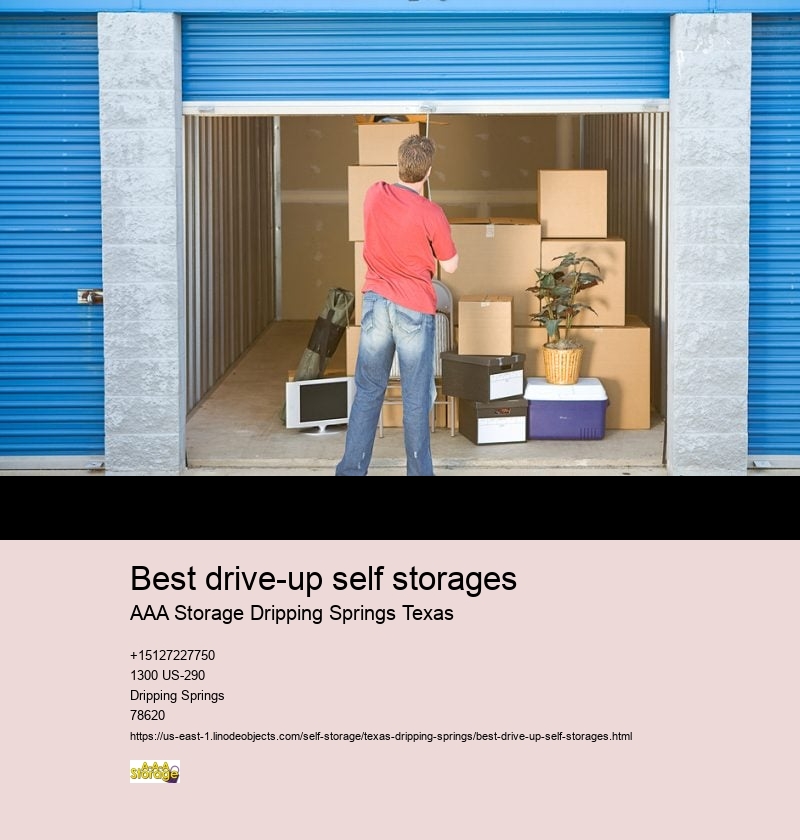 Best drive-up self storages
AAA Storage Dripping Springs Texas
+15127227750
1300 US-290
Dripping Springs
78620
https://us-east-1.linodeobjects.com/self-storage/texas-dripping-springs/best-drive-up-self-storages.html
AAA
Storage